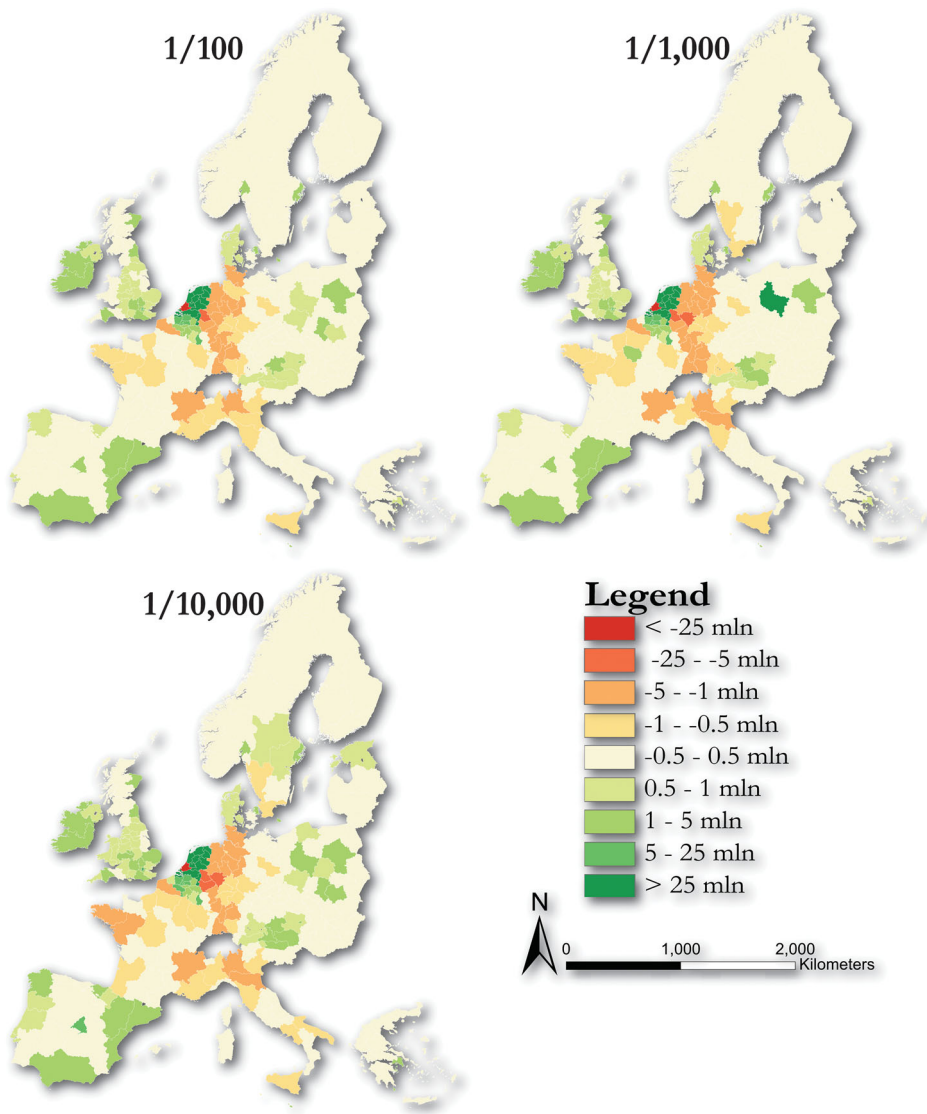 1/100
1/1,000
1/10,000
Legend
< -25 mln
-25 - -5 mln
-5 - -1 mln
-1 - -0.5 mln
-0.5 - 0.5 mln
0.5 - 1 mln
1 - 5 mln
5 - 25 mln
> 25 mln
N
0 1,000 2,000
Kilometers